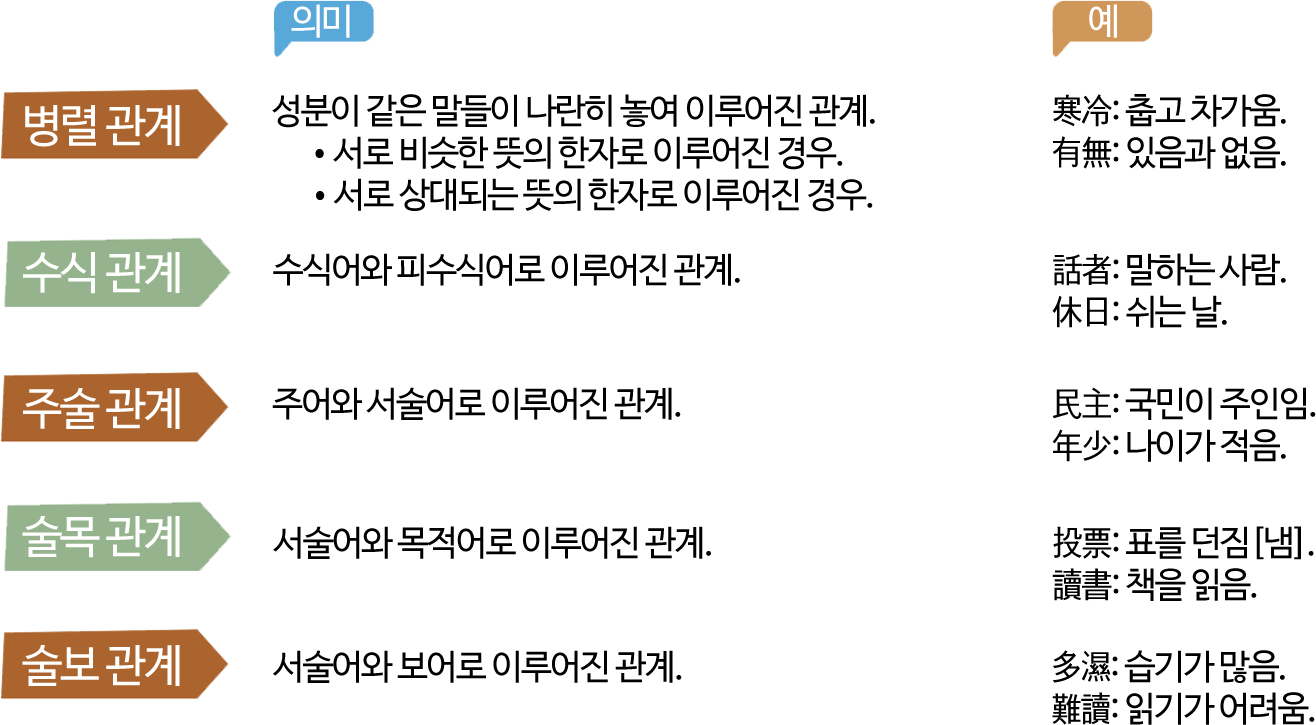 의미 예
병렬 관계 성분이 같은 말들이 나란히 놓여 이루어진 관계. 寒冷: 춥고 차가움.
• 서로 비슷한 뜻의 한자로 이루어진 경우. 有無: 있음과 없음.
• 서로 상대되는 뜻의 한자로 이루어진 경우.
수식 관계 수식어와 피수식어로 이루어진 관계. 話者: 말하는 사람.
休日: 쉬는 날.
주술 관계 주어와 서술어로 이루어진 관계. 民主: 국민이 주인임.
年少: 나이가 적음.
술목 관계 서술어와 목적어로 이루어진 관계. 投票: 표를 던짐 [냄] .
讀書: 책을 읽음.
술보 관계 서술어와 보어로 이루어진 관계. 多濕: 습기가 많음.
難讀: 읽기가 어려움.